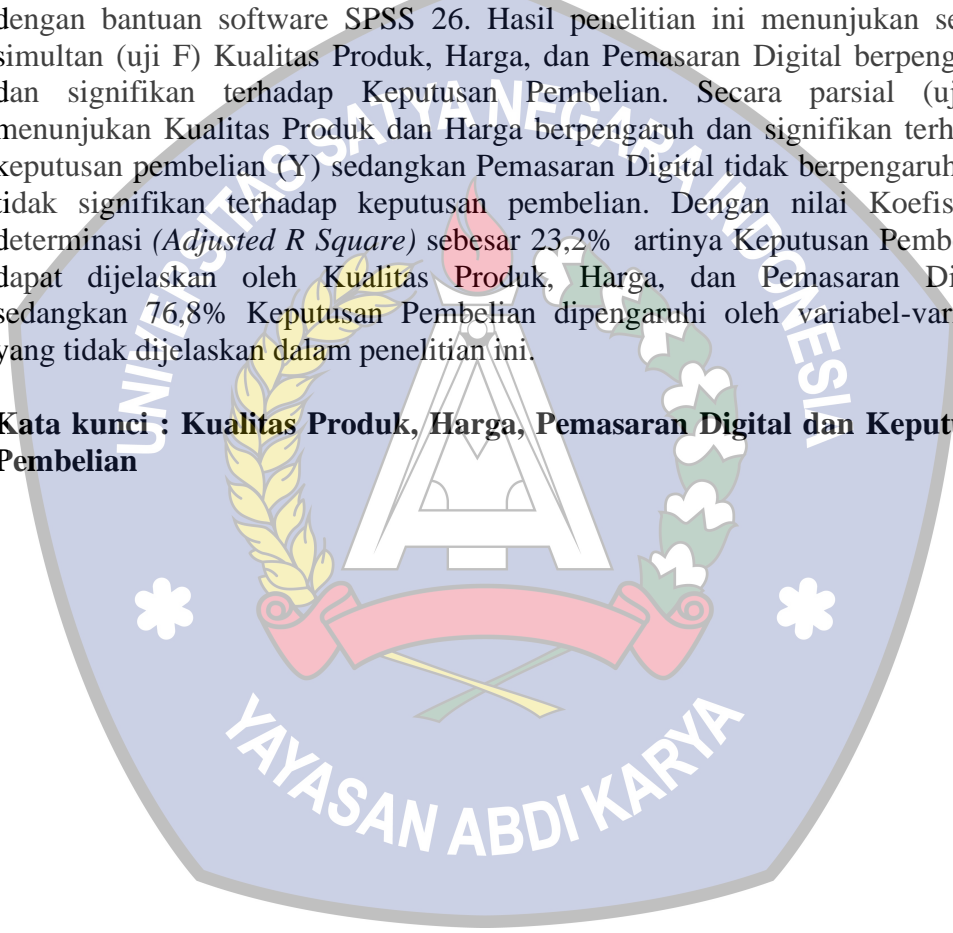 dengan bantuan software SPSS 26. Hasil penelitian ini menunjukan se
simultan (uji F) Kualitas Produk, Harga, dan Pemasaran Digital berpeng
dan signifikan terhadap Keputusan Pembelian. Secara parsial (uj
menunjukan Kualitas Produk dan Harga berpengaruh dan signifikan terh
keputusan pembelian (Y) sedangkan Pemasaran Digital tidak berpengaruh
tidak signifikan terhadap keputusan pembelian. Dengan nilai Koefis
determinasi (Adjusted R Square) sebesar 23,2% artinya Keputusan Pemb
dapat dijelaskan oleh Kualitas Produk, Harga, dan Pemasaran Di
sedangkan 76,8% Keputusan Pembelian dipengaruhi oleh variabel-var
yang tidak dijelaskan dalam penelitian ini.
Kata kunci : Kualitas Produk, Harga, Pemasaran Digital dan Keput
Pembelian
UNIVERSITAS SATYA NEGARA INDONESIA
YAYASAN ABDI KARYA